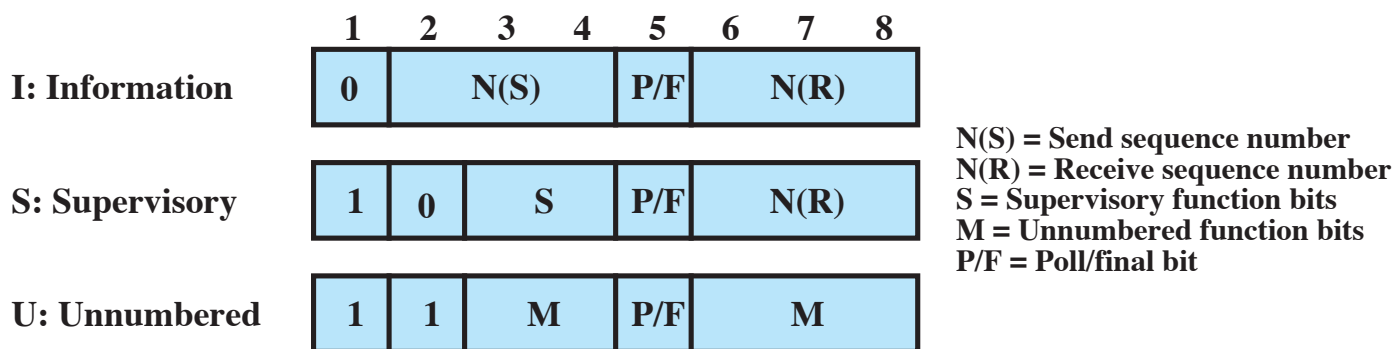 1 2 3 4 5 6 7 8
I: Information 0 N(S) P/F N(R)
S: Supervisory 1 0 S P/F N(R)
U: Unnumbered 1 1 M P/F M
N(S) = Send sequence number
N(R) = Receive sequence number
S = Supervisory function bits
M = Unnumbered function bits
P/F = Poll/final bit